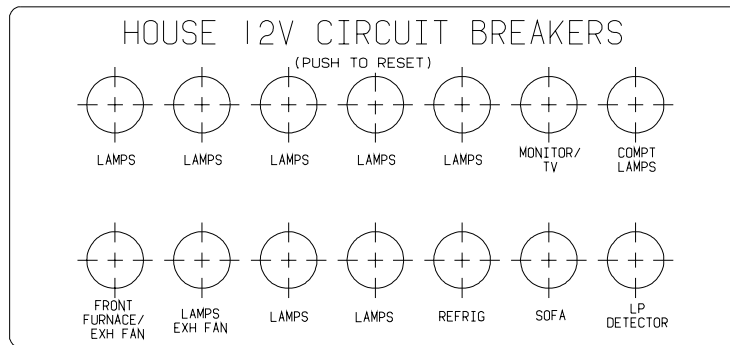 HOUSE 12V CIRCUIT BREAKERS
(PUSH TO RESET)
LAMPS
LAMPS
LAMPS
LAMPS
LAMPS
MONITOR/
TV
COMPT
LAMPS
FRONT
FURNACE/
EXH FAN
LAMPS
EXH FAN
LAMPS
LAMPS
REFRIG
SOFA
LP
DETECTOR